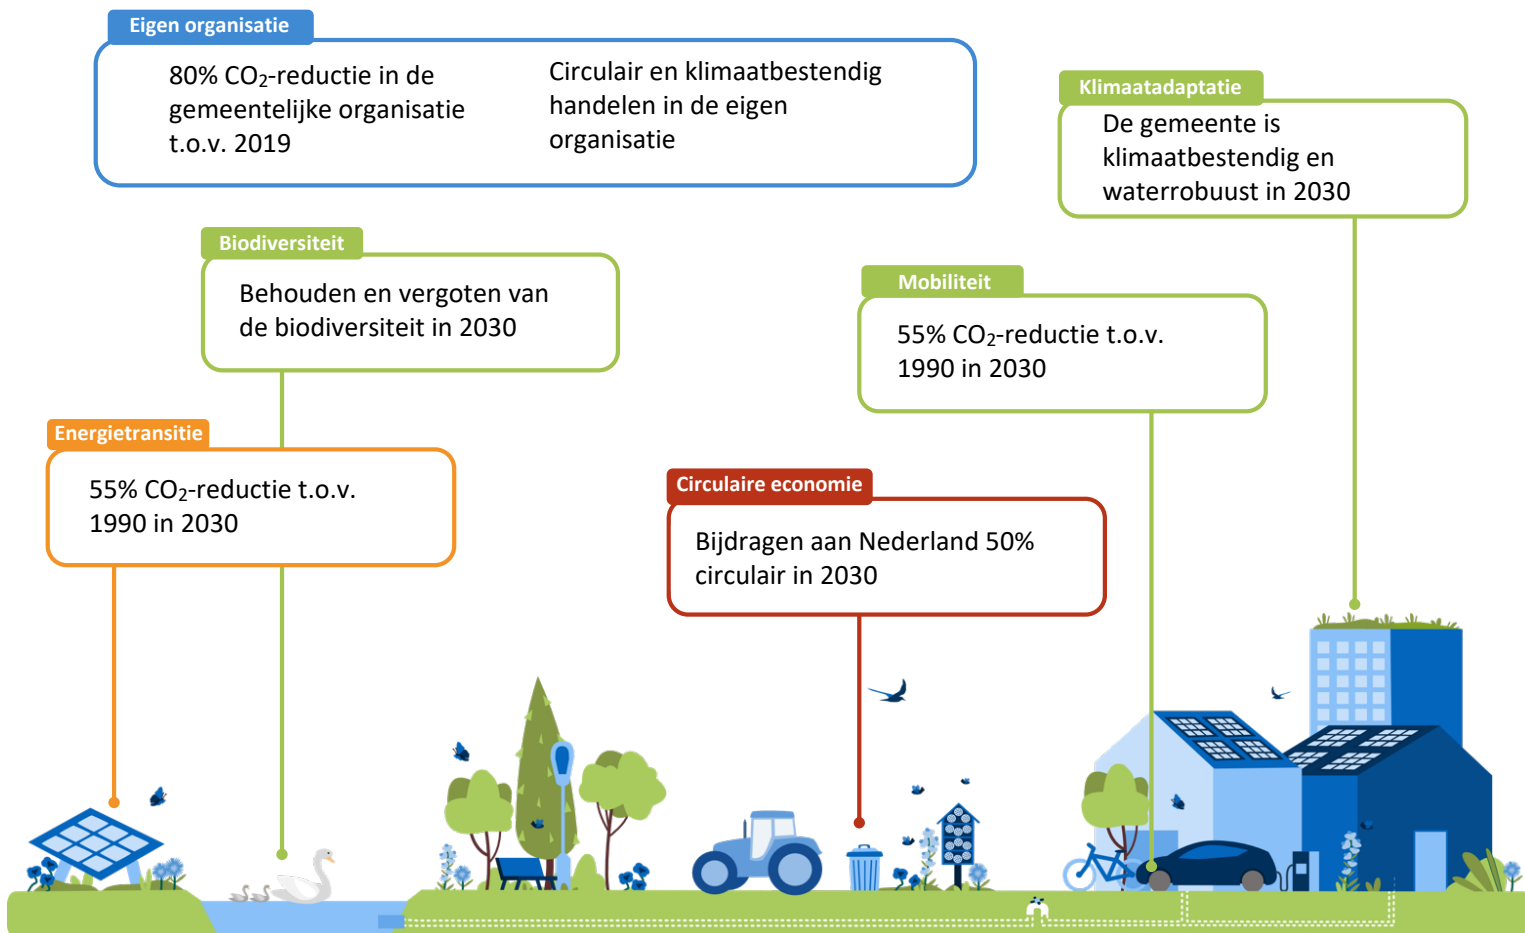 Eigen organisatie
80% CO₂-reductie in de
gemeentelijke organisatie
t.o.v. 2019
Circulair en klimaatbestendig
handelen in de eigen
organisatie
Klimaatadaptatie
De gemeente is
klimaatbestendig en
waterrobuust in 2030
Biodiversiteit
Behouden en vergoten van
de biodiversiteit in 2030
Mobiliteit
55% CO₂-reductie t.o.v.
1990 in 2030
Energietransitie
55% CO₂-reductie t.o.v.
1990 in 2030
Circulaire economie
Bijdragen aan Nederland 50%
circulair in 2030